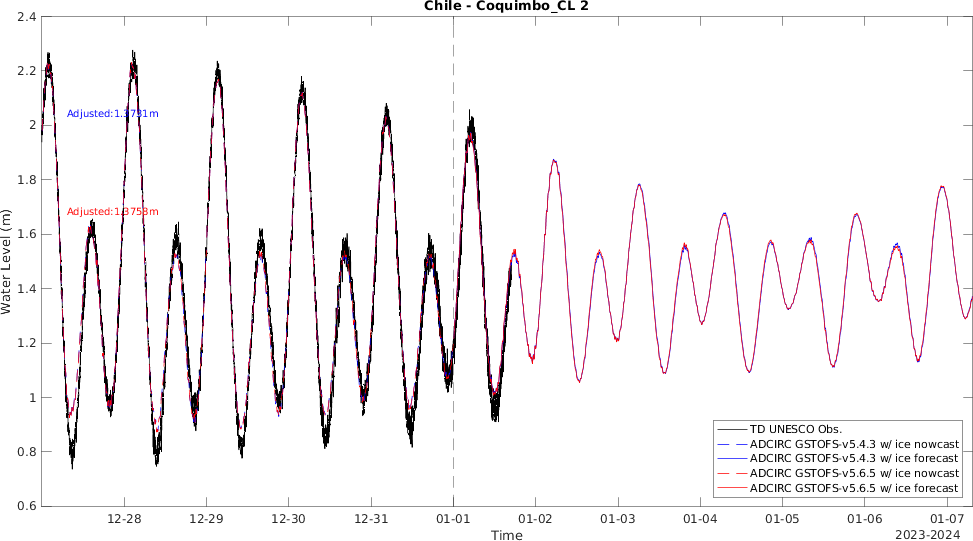 Chile - Coquimbo_CL 2
2.4
2.2
2
1.8
1.6
1.4
1.2
1
0.8
0.6
Water Level (m)
Adjusted:1.3791m
Adjusted:1.3753m
TD UNESCO Obs.
ADCIRC GSTOFS-v5.4.3 w/ ice nowcast
ADCIRC GSTOFS-v5.4.3 w/ ice forecast
ADCIRC GSTOFS-v5.6.5 w/ ice nowcast
ADCIRC GSTOFS-v5.6.5 w/ ice forecast
12-28 12-29 12-30 12-31 01-01 01-02 01-03 01-04 01-05 01-06 01-07
Time
2023-2024